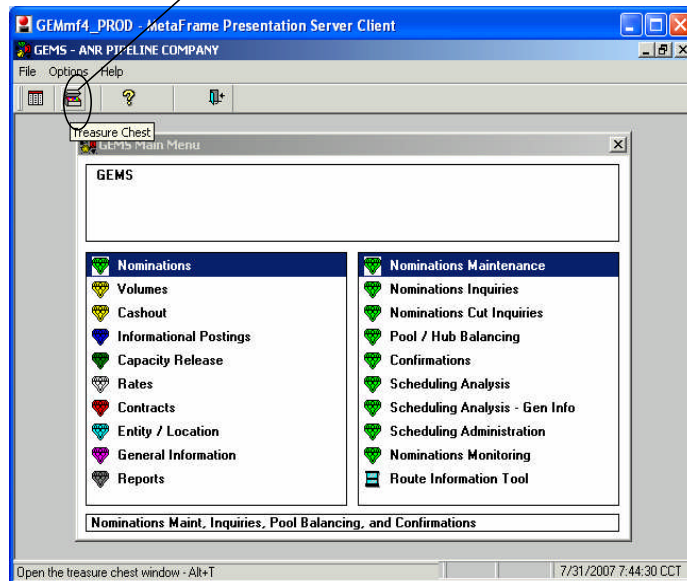 GEMmf4_PROD - MetaFrame Presentation Server Client
GEMS - ANR PIPELINE COMPANY
File Options Help
Treasure Chest
GEMS Main Menu
GEMS
Nominations
Volumes
Cashout
Informational Postings
Capacity Release
Rates
Contracts
Entity / Location
General Information
Reports
Nominations Maintenance
Nominations Inquiries
Nominations Cut Inquiries
Pool / Hub Balancing
Confirmations
Scheduling Analysis
Scheduling Analysis - Gen Info
Scheduling Administration
Nominations Monitoring
Route Information Tool
Nominations Maint, Inquiries, Pool Balancing, and Confirmations
Open the treasure chest window - Alt+T
7/31/2007 7:44:30 CCT